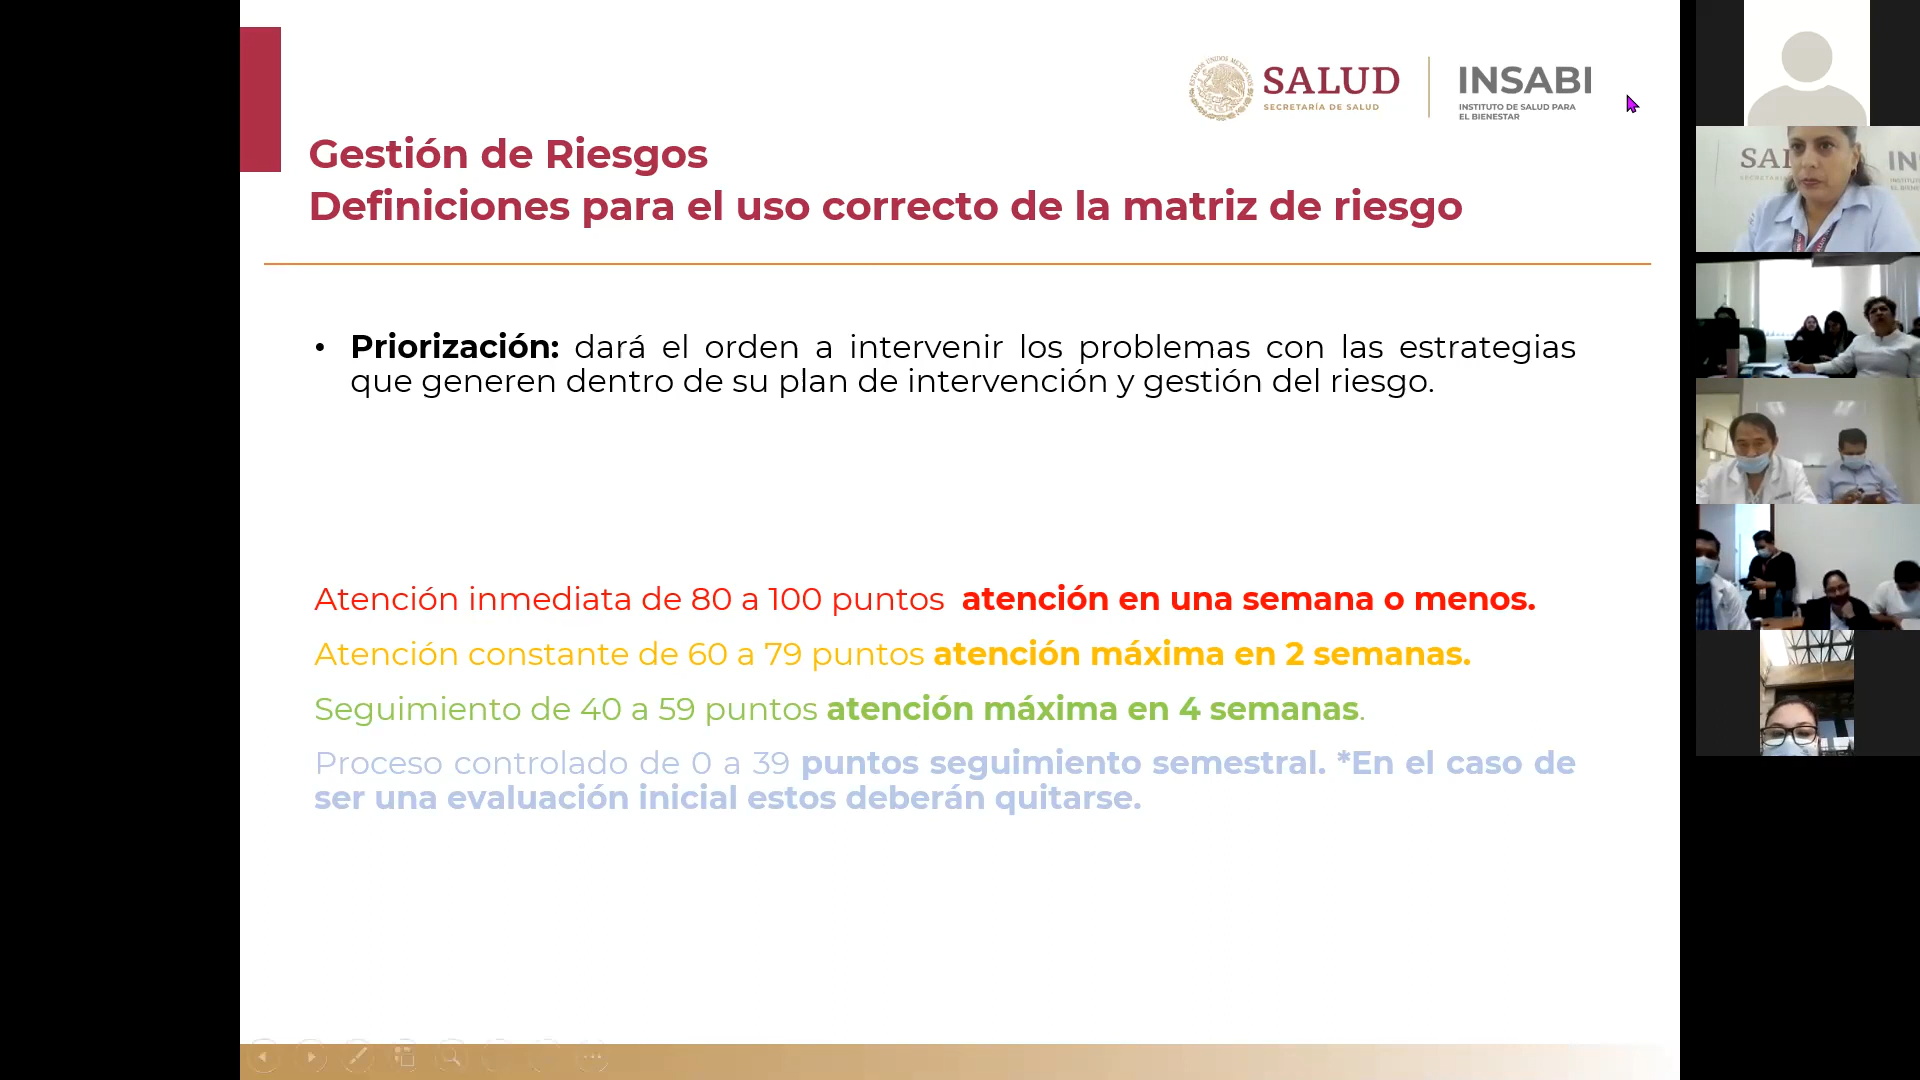 SALUD
SECRETARÍA DE SALUD
INSABI
INSTITUTO DE SALUD PARA
EL BIENESTAR
Gestión de Riesgos
Definiciones para el uso correcto de la matriz de riesgo
• Priorización: dará el orden a intervenir los problemas con las estrategias
que generen dentro de su plan de intervención y gestión del riesgo.
Atención inmediata de 80 a 100 puntos atención en una semana o menos.
Atención constante de 60 a 79 puntos atención máxima en 2 semanas.
Seguimiento de 40 a 59 puntos atención máxima en 4 semanas.
Proceso controlado de 0 a 39 puntos seguimiento semestral. *En el caso de
ser una evaluación inicial estos deberán quitarse.